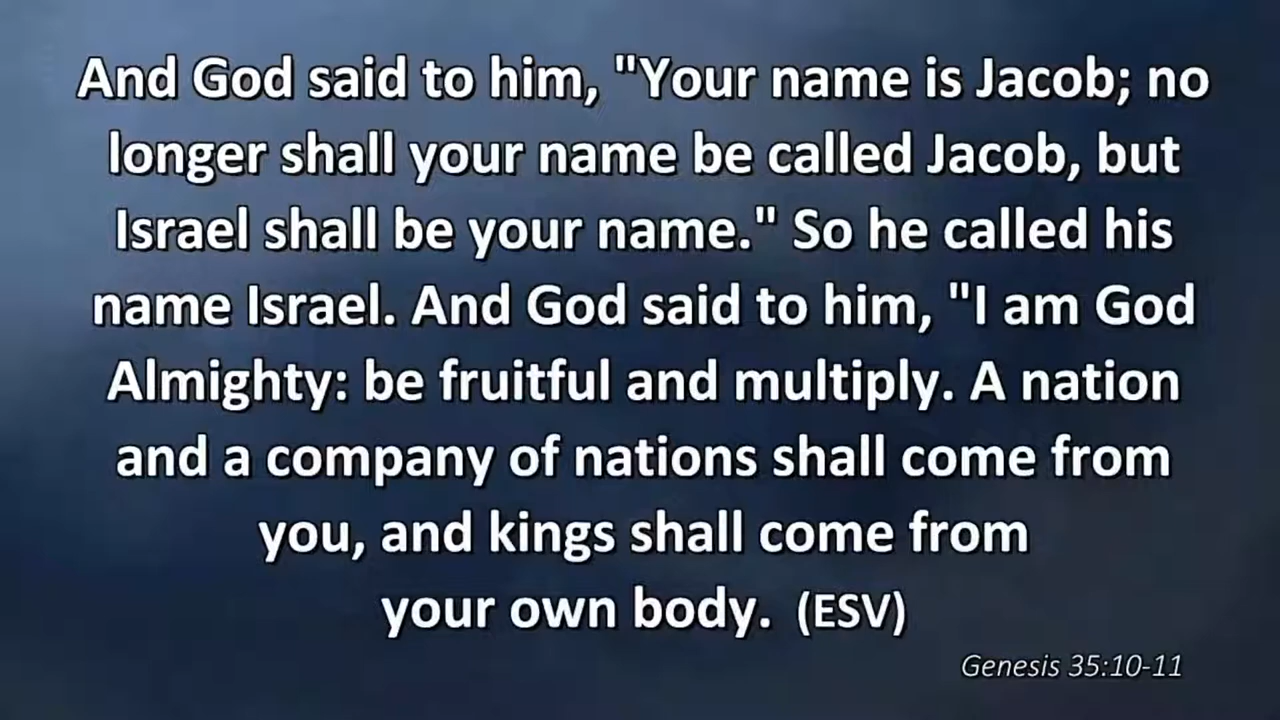 And God said to him, "Your name is Jacob; no
longer shall your name be called Jacob, but
Israel shall be your name." So he called his
name Israel. And God said to him, "I am God
Almighty: be fruitful and multiply. A nation
and a company of nations shall come from
you, and kings shall come from
your own body. (ESV)
Genesis 35:10-11